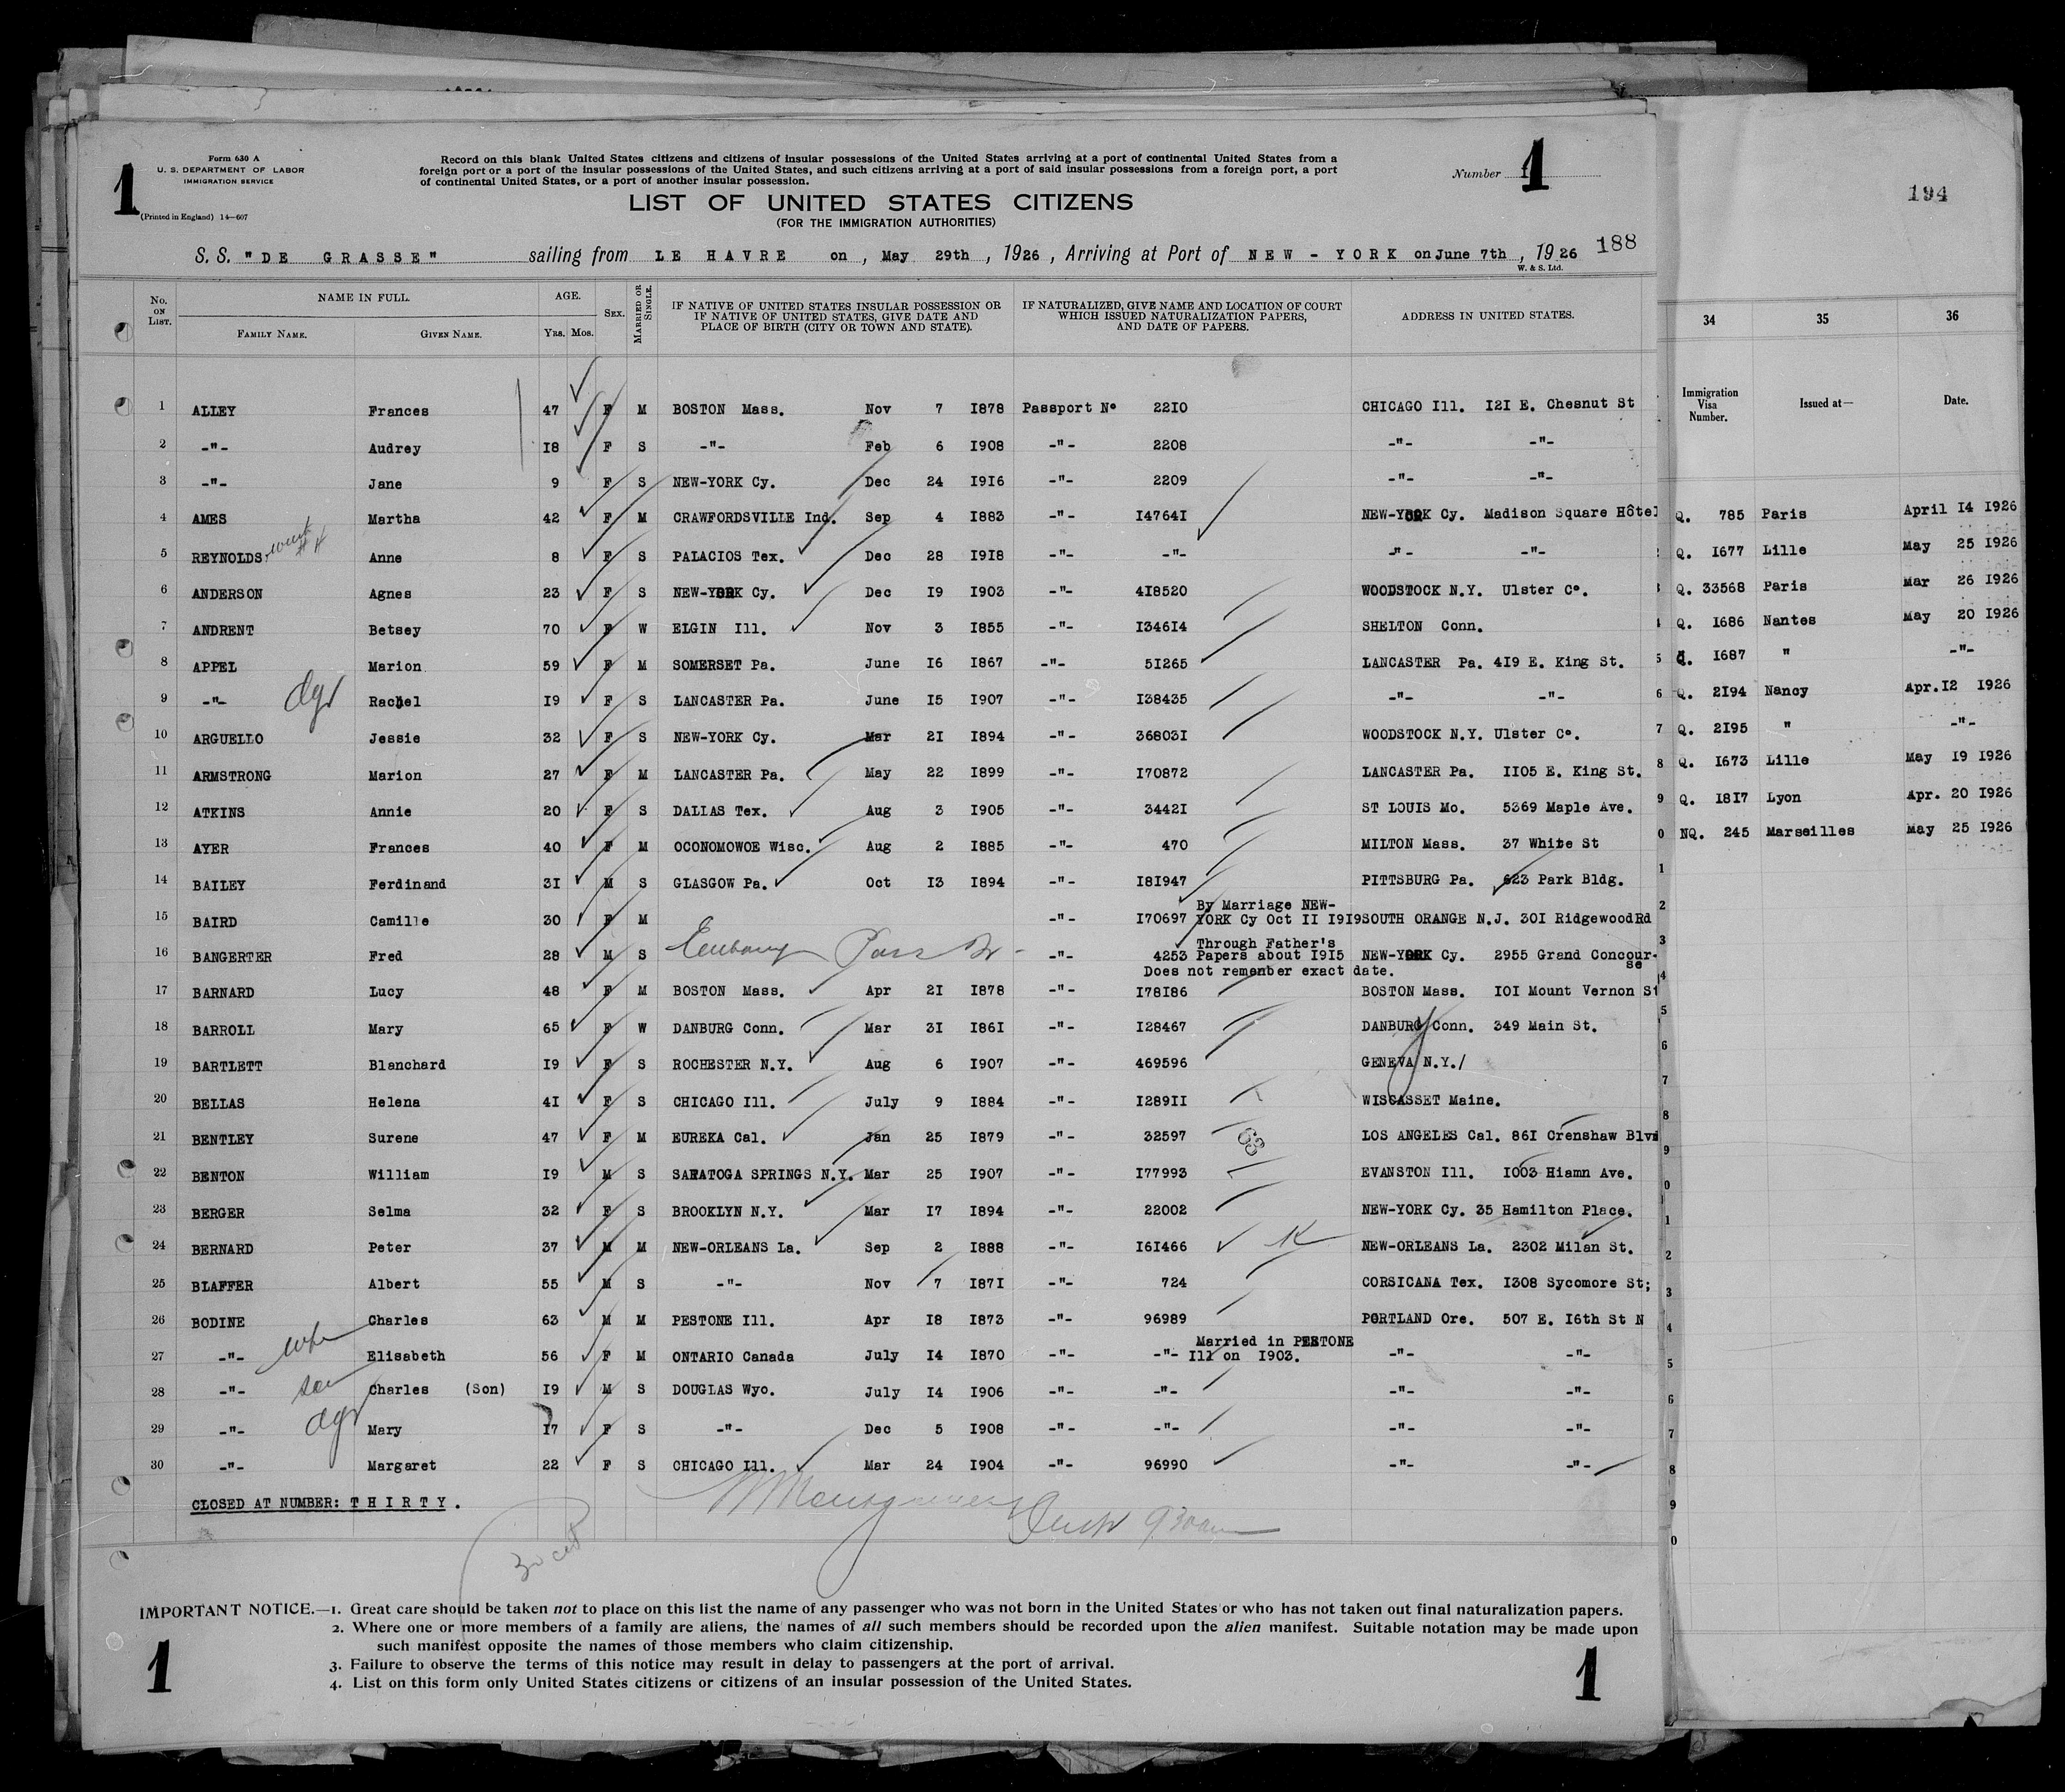 1
Form 630 A
U. S. DEPARTMENT OF LABOR
IMMIGRATION SERVICE
(Printed in England) 14—607
Record on this blank United States citizens and citizens of insular possessions of the United States arriving at a port of continental United States from a
foreign port or a port of the insular possessions of the United States, and such citizens arriving at a port of said insular possessions from a foreign port, a port
of continental United States, or a port of another insular possession.
Number 1
1
LIST OF UNITED STATES CITIZENS
(FOR THE IMMIGRATION AUTHORITIES)
S. S. "DE GRASSE" sailing from LE HAVRE on, May 29th, 1926, Arriving at Port of NEW - YORK on June 7th, 1926
W. & S. Ltd.
188
194
No. ON LIST.
NAME IN FULL.
FAMILY NAME. GIVEN NAME.
AGE.
Yrs. Mos.
SEX.
MARRIED OR SINGLE.
IF NATIVE OF UNITED STATES INSULAR POSSESSION OR
IF NATIVE OF UNITED STATES, GIVE DATE AND
PLACE OF BIRTH (CITY OR TOWN AND STATE).
IF NATURALIZED, GIVE NAME AND LOCATION OF COURT
WHICH ISSUED NATURALIZATION PAPERS,
AND DATE OF PAPERS.
ADDRESS IN UNITED STATES.
1 ALLEY Frances 47 F M BOSTON Mass. Nov 7 1878 Passport N° 2210 CHICAGO Ill. 121 E. Chesnut St
2 -"- Audrey 18 F S -"- Feb 6 1908 -"- 2208 -"- -"-
3 -"- Jane 9 F S NEW-YORK Cy. Dec 24 1916 -"- 2209 -"- -"-
4 AMES Martha 42 F M CRAWFORDSVILLE Ind. Sep 4 1883 -"- 147641 NEW-YORK Cy. Madison Square Hôtel
5 REYNOLDS Anne 8 F S PALACIOS Tex. Dec 28 1918 -"- -"- -"- -"-
6 ANDERSON Agnes 23 F S NEW-YORK Cy. Dec 19 1903 -"- 418520 WOODSTOCK N.Y. Ulster C°.
7 ANDRENT Betsey 70 F W ELGIN Ill. Nov 3 1855 -"- 134614 SHELTON Conn.
8 APPEL Marion 59 F M SOMERSET Pa. June 16 1867 -"- 51265 LANCASTER Pa. 419 E. King St.
9 -"- dgr Rachel 19 F S LANCASTER Pa. June 15 1907 -"- 138435 -"- -"-
10 ARGUELLO Jessie 32 F S NEW-YORK Cy. Mar 21 1894 -"- 368031 WOODSTOCK N.Y. Ulster C°.
11 ARMSTRONG Marion 27 F M LANCASTER Pa. May 22 1899 -"- 170872 LANCASTER Pa. 1105 E. King St.
12 ATKINS Annie 20 F S DALLAS Tex. Aug 3 1905 -"- 34421 ST LOUIS Mo. 5369 Maple Ave.
13 AYER Frances 40 F M OCONOMOWOE Wisc. Aug 2 1885 -"- 470 MILTON Mass. 37 White St
14 BAILEY Ferdinand 31 M S GLASGOW Pa. Oct 13 1894 -"- 181947 PITTSBURG Pa. 623 Park Bldg.
By Marriage NEW-
15 BAIRD Camille 30 F M -"- 170697 YORK Cy Oct 11 1919 SOUTH ORANGE N.J. 301 RidgewoodRd
Through Father's
16 BANGERTER Fred 28 M S -"- 4253 Papers about 1915 NEW-YORK Cy. 2955 Grand Concour-
se
Does not remember exact date.
17 BARNARD Lucy 48 F M BOSTON Mass. Apr 21 1878 -"- 178186 BOSTON Mass. 101 Mount Vernon St
18 BARROLL Mary 65 F W DANBURG Conn. Mar 31 1861 -"- 128467 DANBURG Conn. 349 Main St.
19 BARTLETT Blanchard 19 F S ROCHESTER N.Y. Aug 6 1907 -"- 469596 GENEVA N.Y./
20 BELLAS Helena 41 F S CHICAGO Ill. July 9 1884 -"- 128911 WISCASSET Maine.
21 BENTLEY Surene 47 F M EUREKA Cal. Jan 25 1879 -"- 32597 63 LOS ANGELES Cal. 861 Crenshaw Blvd
22 BENTON William 19 M S SARATOGA SPRINGS N.Y. Mar 25 1907 -"- 177993 EVANSTON Ill. 1003 Hiamn Ave.
23 BERGER Selma 32 F S BROOKLYN N.Y. Mar 17 1894 -"- 22002 NEW-YORK Cy. 35 Hamilton Place.
24 BERNARD Peter 37 M M NEW-ORLEANS La. Sep 2 1888 -"- 161466 NEW-ORLEANS La. 2302 Milan St.
25 BLAFFER Albert 55 M S -"- Nov 7 1871 -"- 724 CORSICANA Tex. 1308 Sycomore St;
26 BODINE Charles 63 M M PESTONE Ill. Apr 18 1873 -"- 96989 PORTLAND Ore. 507 E. 16th St N
Married in PESTONE
27 -"- wife Elisabeth 56 F M ONTARIO Canada July 14 1870 -"- -"- Ill on 1903. -"- -"-
28 -"- son Charles (Son) 19 M S DOUGLAS Wyo. July 14 1906 -"- -"- -"- -"-
29 -"- dgr Mary 17 F S -"- Dec 5 1908 -"- -"- -"- -"-
30 -"- Margaret 22 F S CHICAGO Ill. Mar 24 1904 -"- 96990 -"- -"-
CLOSED AT NUMBER: THIRTY.
IMPORTANT NOTICE.—1. Great care should be taken not to place on this list the name of any passenger who was not born in the United States or who has not taken out final naturalization papers.
2. Where one or more members of a family are aliens, the names of all such members should be recorded upon the alien manifest. Suitable notation may be made upon
such manifest opposite the names of those members who claim citizenship.
3. Failure to observe the terms of this notice may result in delay to passengers at the port of arrival.
4. List on this form only United States citizens or citizens of an insular possession of the United States.
1
1
34 35 36
Immigration Visa Number. Issued at— Date.
Q. 785 Paris April 14 1926
Q. 1677 Lille May 25 1926
Q. 33568 Paris Mar 26 1926
Q. 1686 Nantes May 20 1926
Q. 1687 " -"-
Q. 2194 Nancy Apr.12 1926
Q. 2195 " -"-
Q. 1673 Lille May 19 1926
Q. 1817 Lyon Apr. 20 1926
NQ. 245 Marseilles May 25 1926